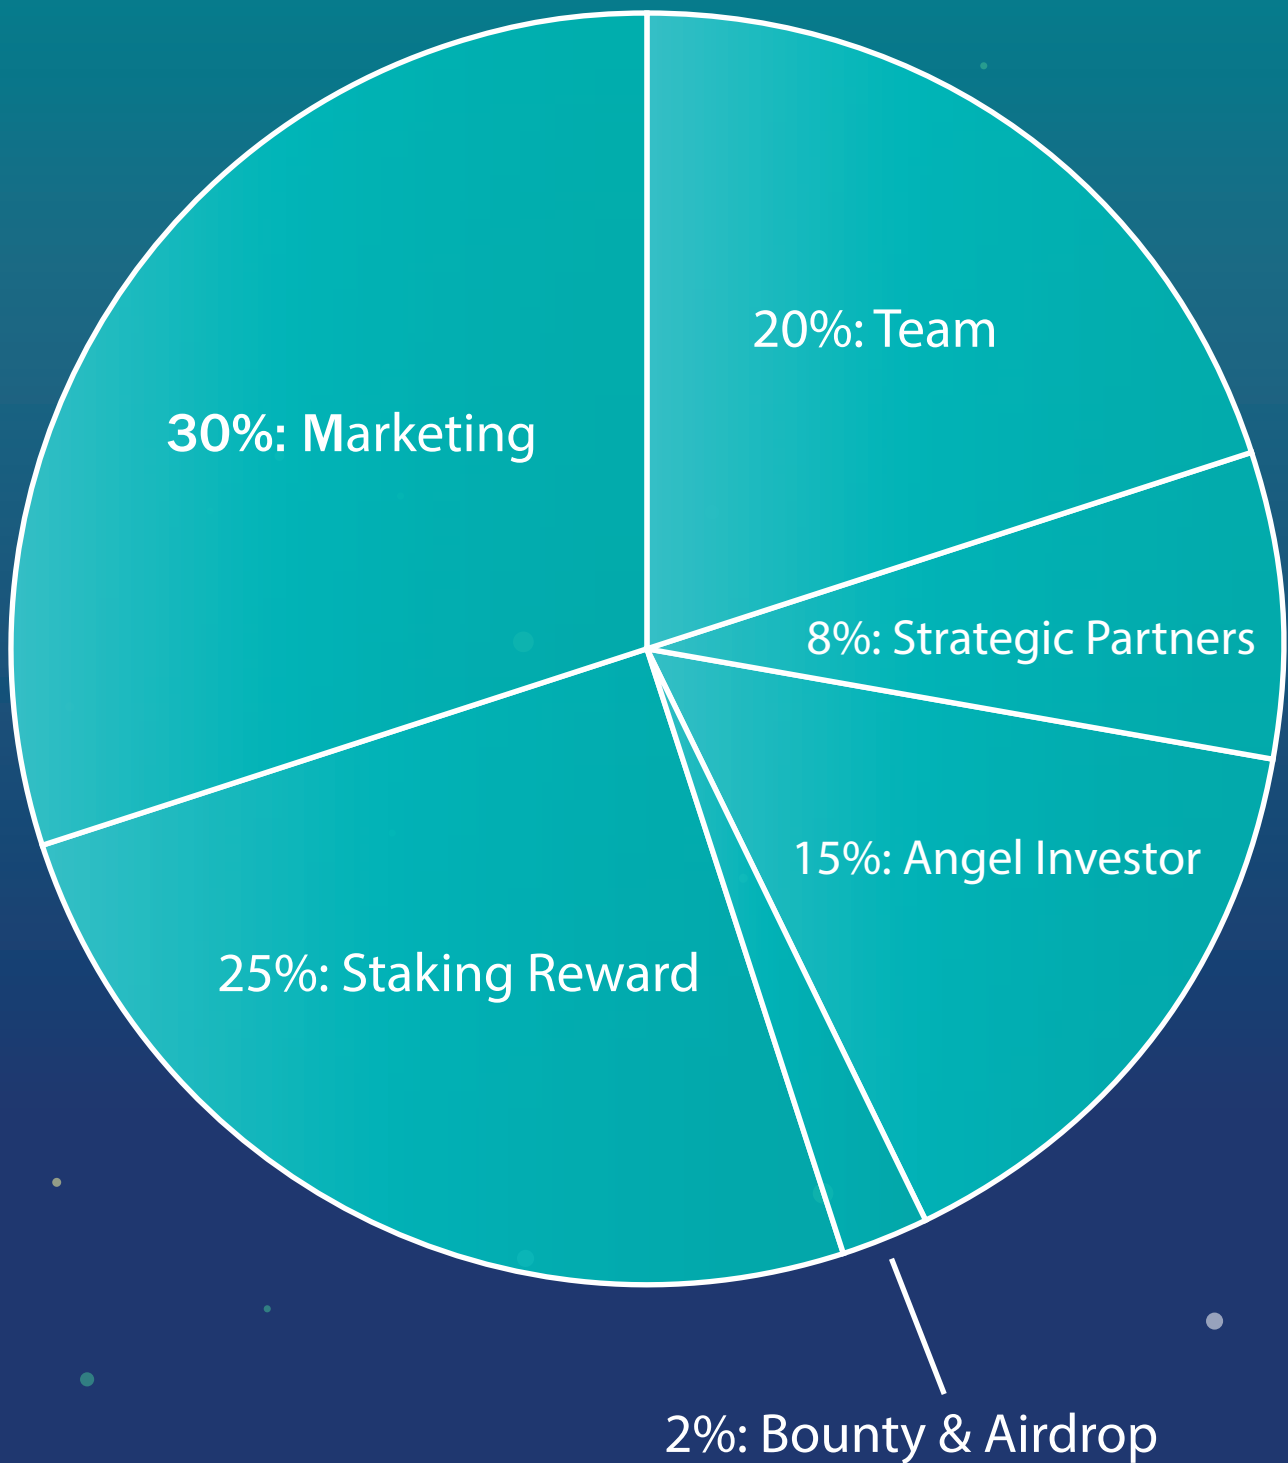 20%: Team
30%: Marketing
8%: Strategic Partners
15%: Angel Investor
25%: Staking Reward
2%: Bounty & Airdrop